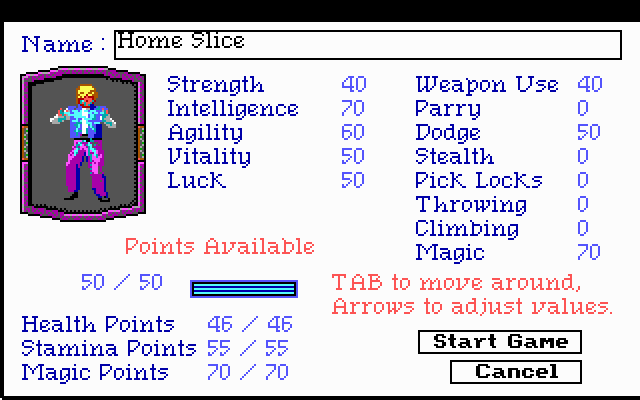 Name : Home Slice
Strength 40 Weapon Use 40
Intelligence 70 Parry 0
Agility 60 Dodge 50
Vitality 50 Stealth 0
Luck 50 Pick Locks 0
Throwing 0
Climbing 0
Points Available Magic 70
50 / 50 TAB to move around,
Arrows to adjust values.
Health Points 46 / 46 Start Game
Stamina Points 55 / 55
Magic Points 70 / 70 Cancel